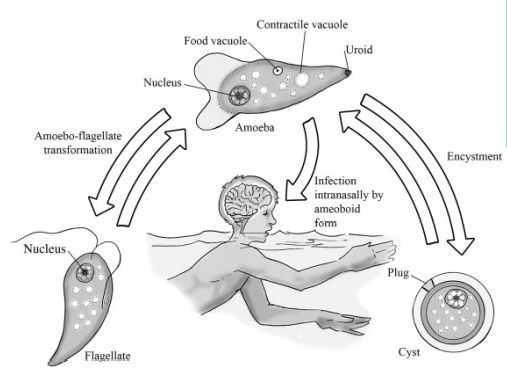 Contractile vacuole
Food vacuole
Uroid
Nucleus
Amoeba
Amoebo-flagellate
transformation
Infection
intranasally by
ameoboid
form
Encystment
Nucleus
Plug
Flagellate
Cyst